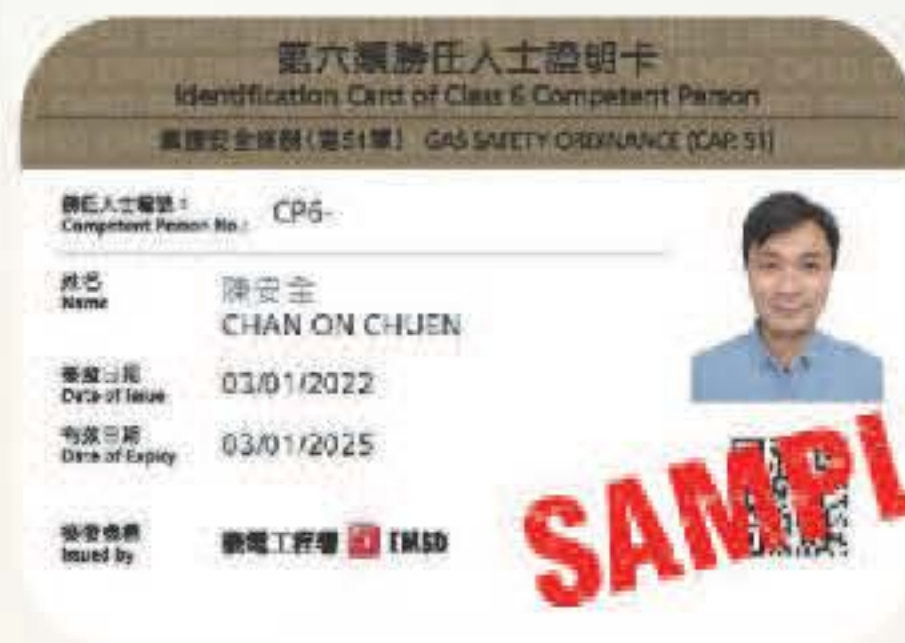 第六類勝任人士證明卡
Identification Card of Class 6 Competent Person
氣體安全條例(第51章) GAS SAFETY ORDINANCE (CAP. 51)
勝任人士編號:
Competent Person No.: CP6-
姓名
Name
陳安全
CHAN ON CHUEN
簽發日期
Date of Issue
03/01/2022
有效日期
Date of Expiry
03/01/2025
簽發機構
Issued by
機電工程署 EMSD
SAMPL